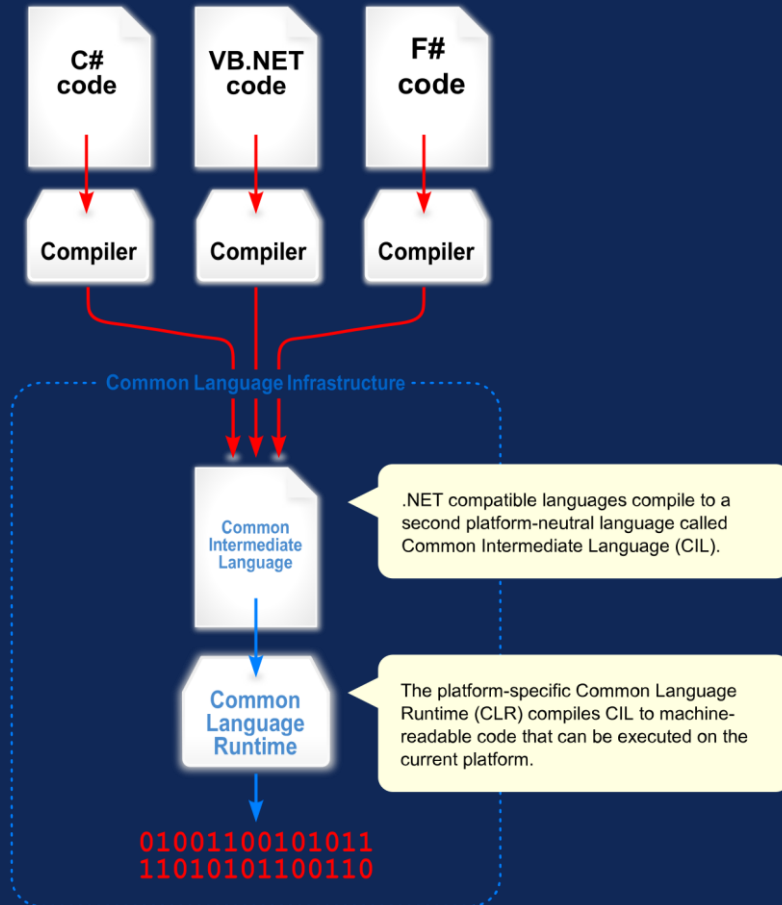 C#
code
VB.NET
code
F#
code
Compiler
Compiler
Compiler
Common Language Infrastructure
Common
Intermediate
Language
.NET compatible languages compile to a
second platform-neutral language called
Common Intermediate Language (CIL).
Common
Language
Runtime
The platform-specific Common Language
Runtime (CLR) compiles CIL to machine-
readable code that can be executed on the
current platform.
01001100101011
11010101100110